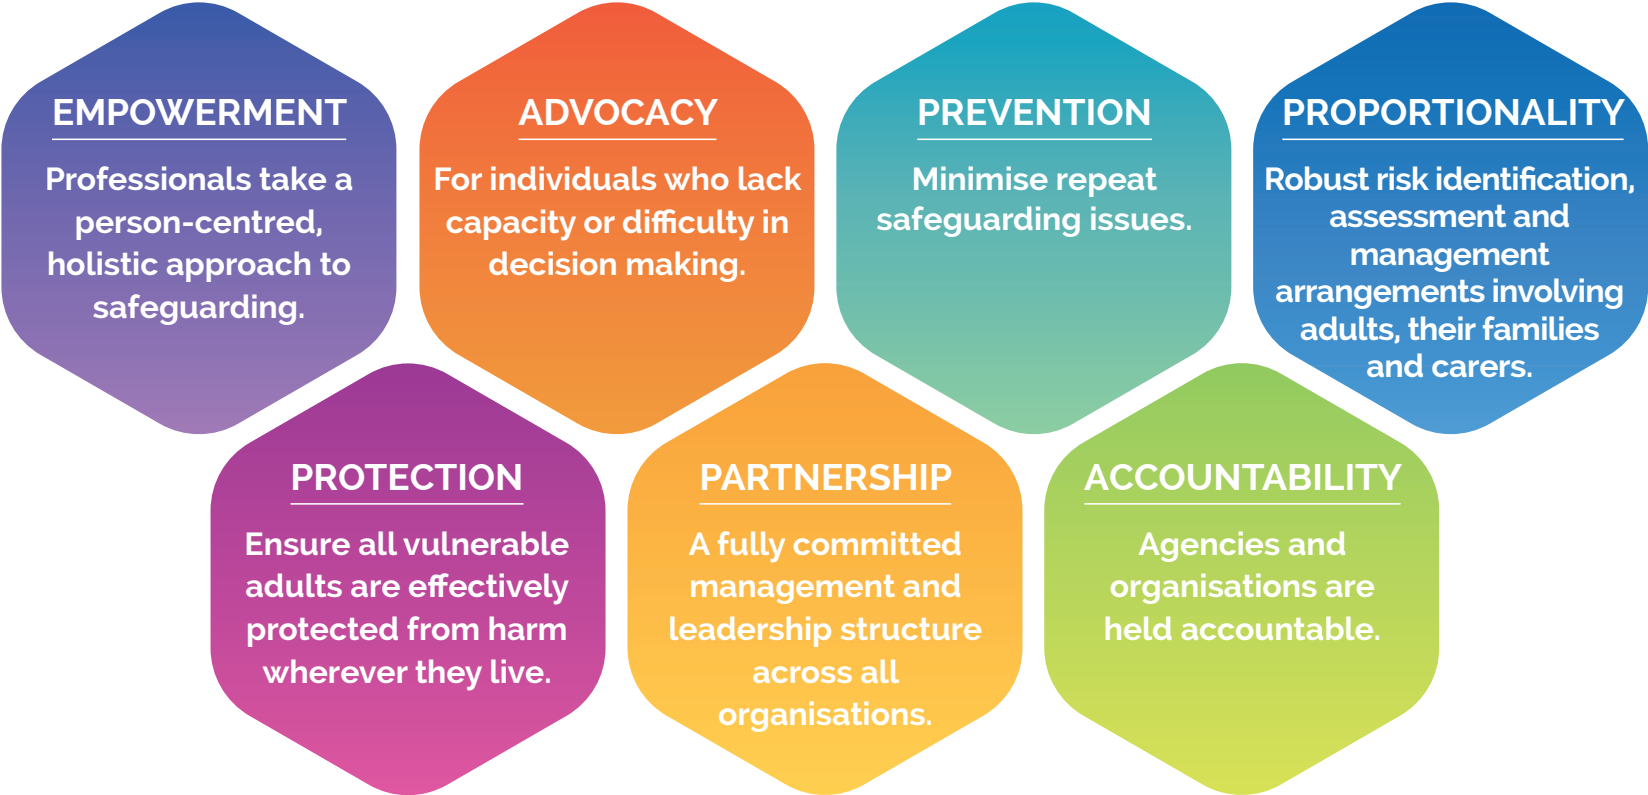 EMPOWERMENT
Professionals take a
person-centred,
holistic approach to
safeguarding.
ADVOCACY
For individuals who lack
capacity or difficulty in
decision making.
PREVENTION
Minimise repeat
safeguarding issues.
PROPORTIONALITY
Robust risk identification,
assessment and
management
arrangements involving
adults, their families
and carers.
PROTECTION
Ensure all vulnerable
adults are effectively
protected from harm
wherever they live.
PARTNERSHIP
A fully committed
management and
leadership structure
across all
organisations.
ACCOUNTABILITY
Agencies and
organisations are
held accountable.